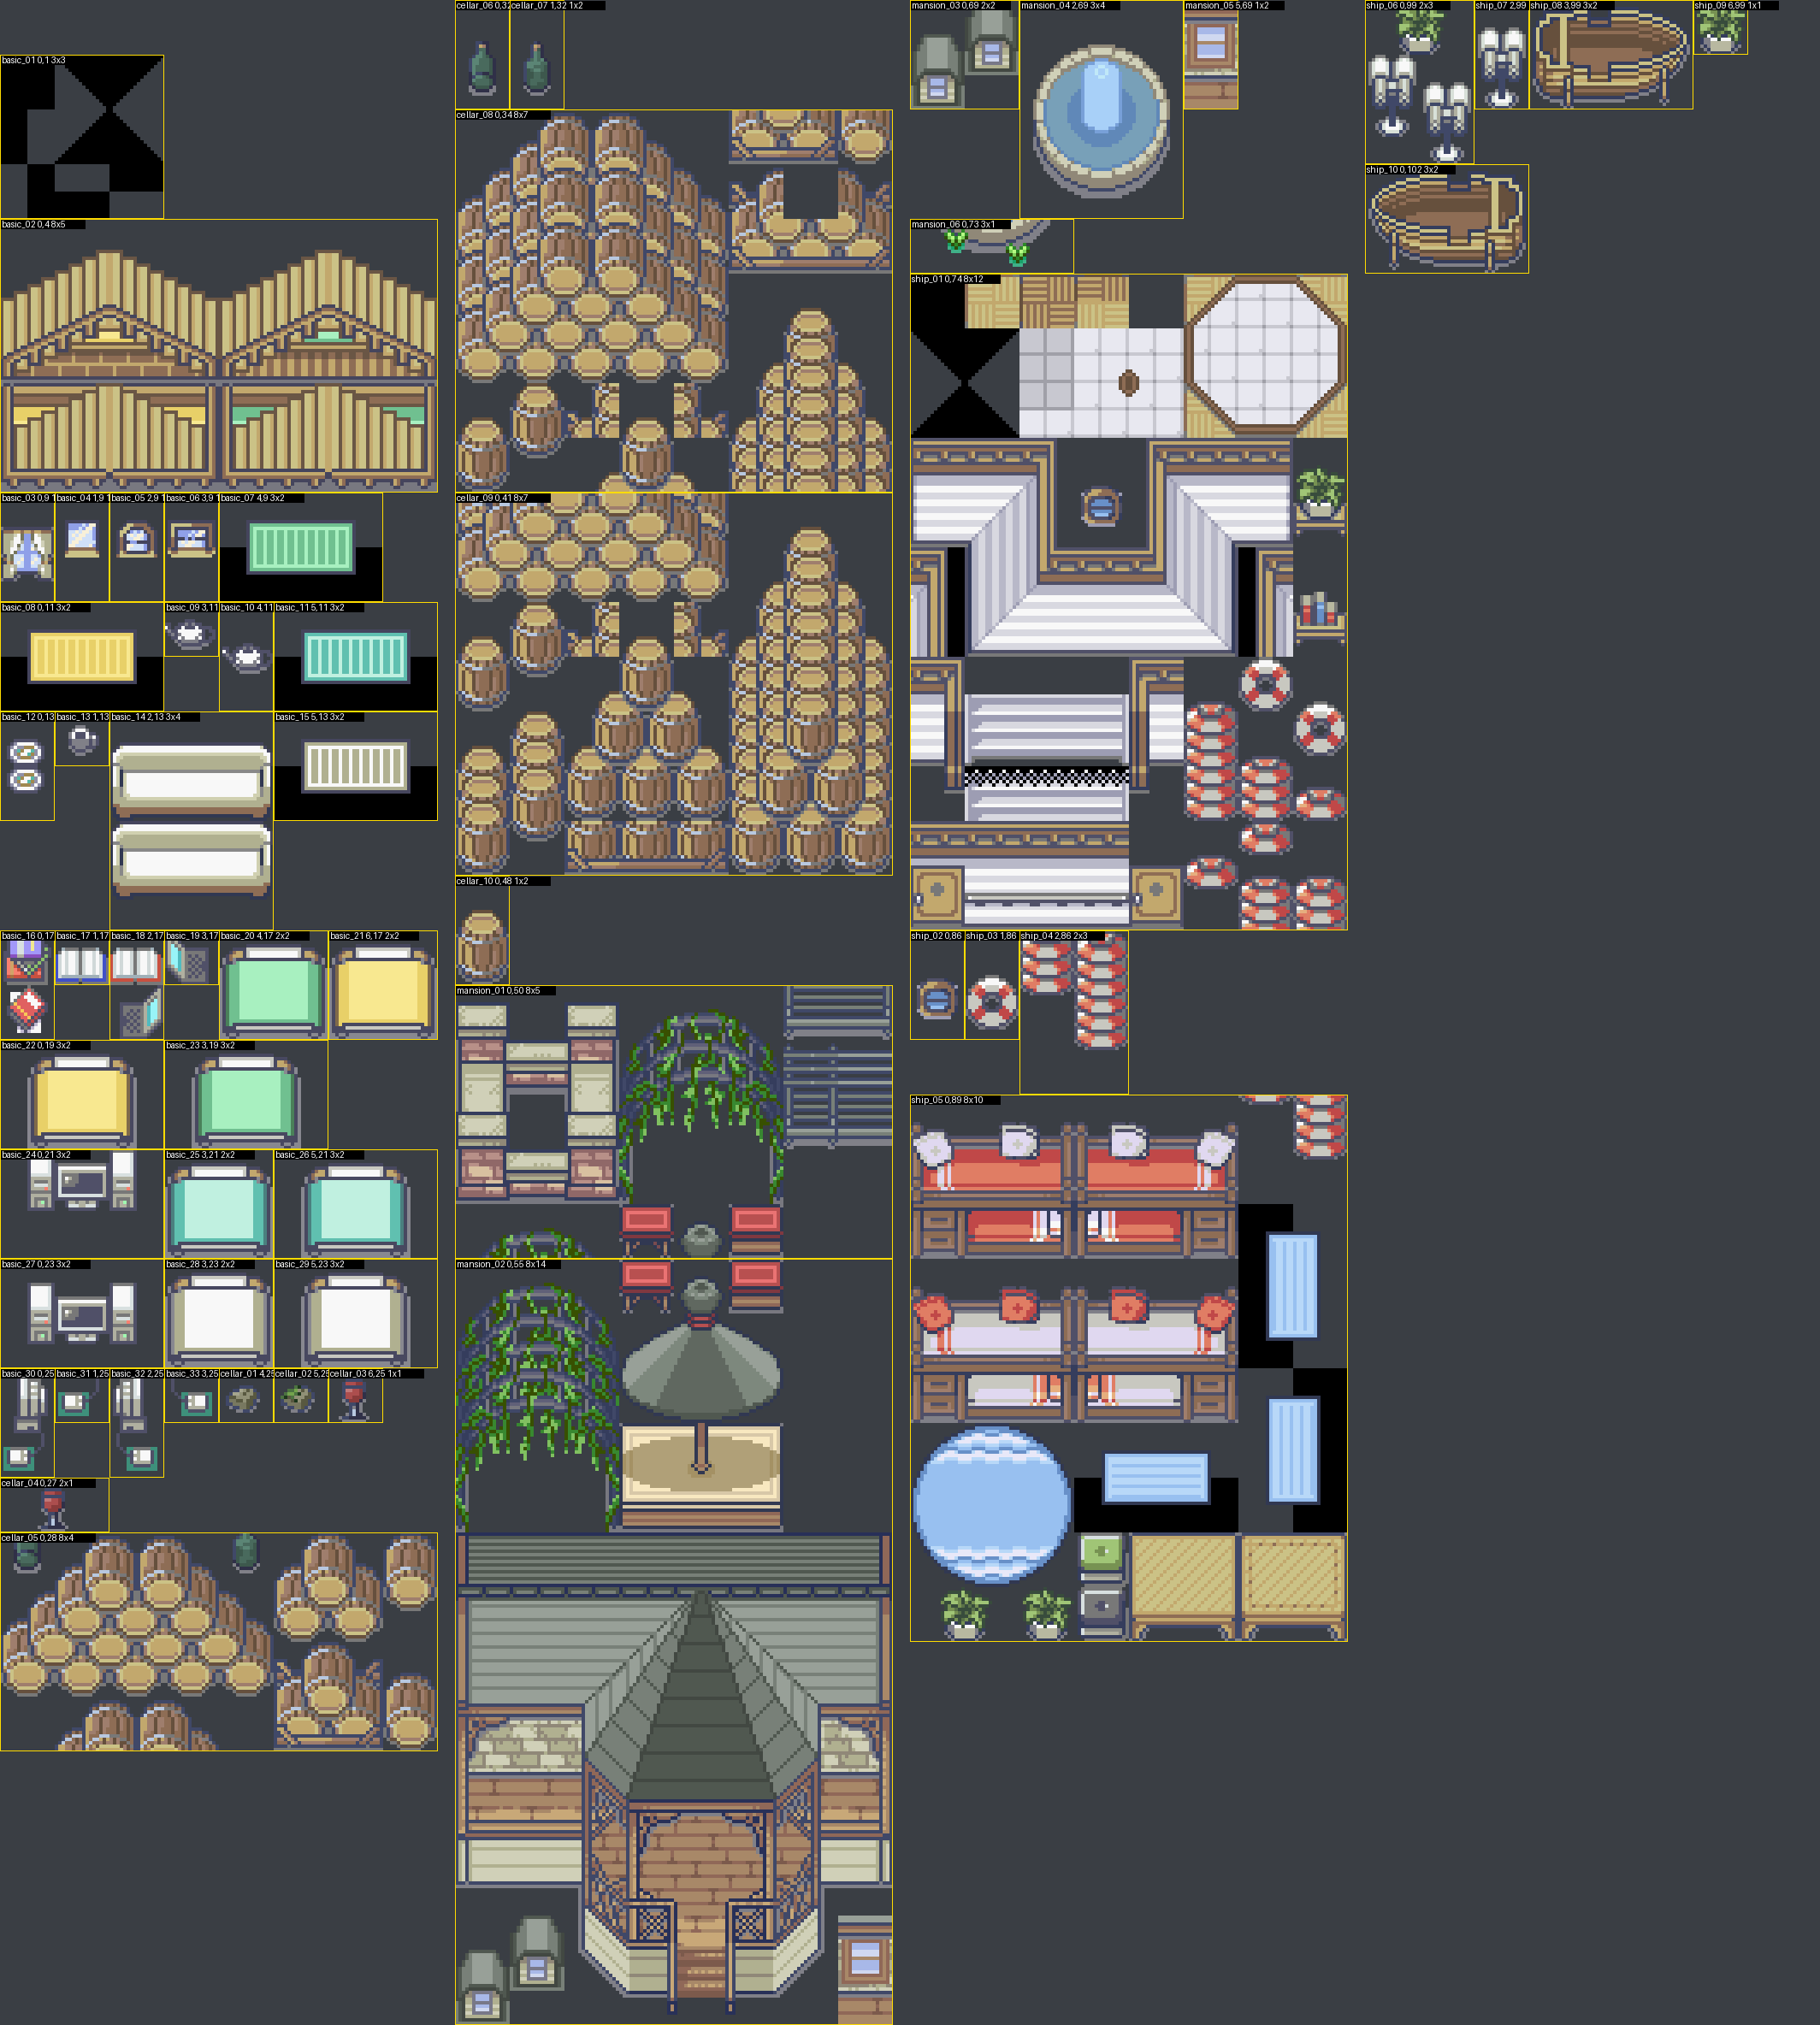 basic_01 0,1 3x3
basic_02 0,4 8x5
basic_03 0,9 1
basic_04 1,9 1
basic_05 2,9 1
basic_06 3,9 1
basic_07 4,9 3x2
basic_08 0,11 3x2
basic_09 3,11
basic_10 4,11
basic_11 5,11 3x2
basic_12 0,13
basic_13 1,13
basic_14 2,13 3x4
basic_15 5,13 3x2
basic_16 0,17
basic_17 1,17
basic_18 2,17
basic_19 3,17
basic_20 4,17 2x2
basic_21 6,17 2x2
basic_22 0,19 3x2
basic_23 3,19 3x2
basic_24 0,21 3x2
basic_25 3,21 2x2
basic_26 5,21 3x2
basic_27 0,23 3x2
basic_28 3,23 2x2
basic_29 5,23 3x2
basic_30 0,25
basic_31 1,25
basic_32 2,25
basic_33 3,25
cellar_01 4,25
cellar_02 5,25
cellar_03 6,25 1x1
cellar_04 0,27 2x1
cellar_05 0,28 8x4
cellar_06 0,32
cellar_07 1,32 1x2
cellar_08 0,34 8x7
cellar_09 0,41 8x7
cellar_10 0,48 1x2
mansion_01 0,50 8x5
mansion_02 0,55 8x14
mansion_03 0,69 2x2
mansion_04 2,69 3x4
mansion_05 5,69 1x2
mansion_06 0,73 3x1
ship_01 0,74 8x12
ship_02 0,86
ship_03 1,86
ship_04 2,86 2x3
ship_05 0,89 8x10
ship_06 0,99 2x3
ship_07 2,99
ship_08 3,99 3x2
ship_09 6,99 1x1
ship_10 0,102 3x2